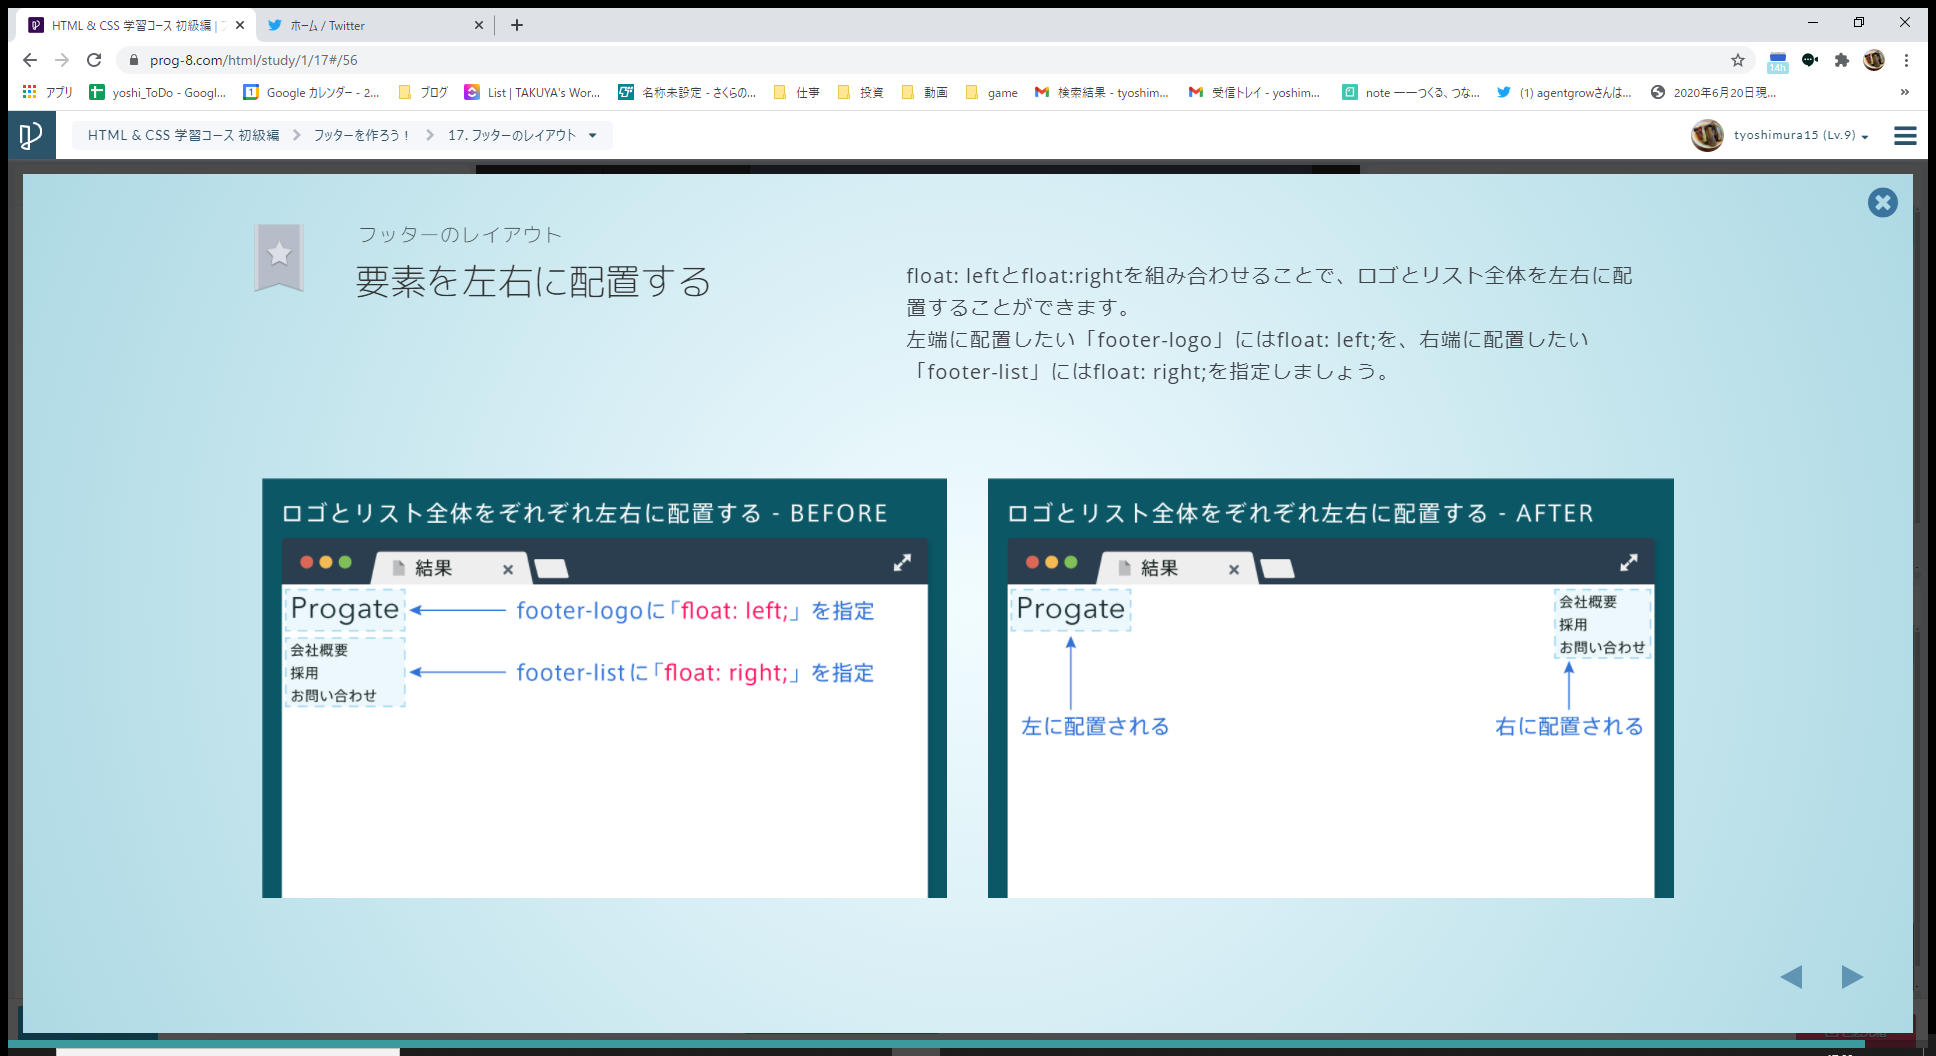 HTML & CSS 学習コース 初級編 |
ホーム / Twitter
prog-8.com/html/study/1/17#/56
14h
アプリ
yoshi_ToDo - Googl...
Google カレンダー - 2...
ブログ
List | TAKUYA's Wor...
名称未設定 - さくらの...
仕事
投資
動画
game
検索結果 - tyoshim...
受信トレイ - yoshim...
note ――つくる、つな...
(1) agentgrowさんは...
2020年6月20日現...
»
HTML & CSS 学習コース 初級編
フッターを作ろう！
17. フッターのレイアウト
tyoshimura15 (Lv.9)
フッターのレイアウト
要素を左右に配置する
float: leftとfloat:rightを組み合わせることで、ロゴとリスト全体を左右に配
置することができます。
左端に配置したい「footer-logo」にはfloat: left;を、右端に配置したい
「footer-list」にはfloat: right;を指定しましょう。
ロゴとリスト全体をぞれぞれ左右に配置する - BEFORE
結果
Progate
footer-logoに「float: left;」を指定
会社概要
採用
お問い合わせ
footer-listに「float: right;」を指定
ロゴとリスト全体をぞれぞれ左右に配置する - AFTER
結果
Progate
会社概要
採用
お問い合わせ
左に配置される
右に配置される